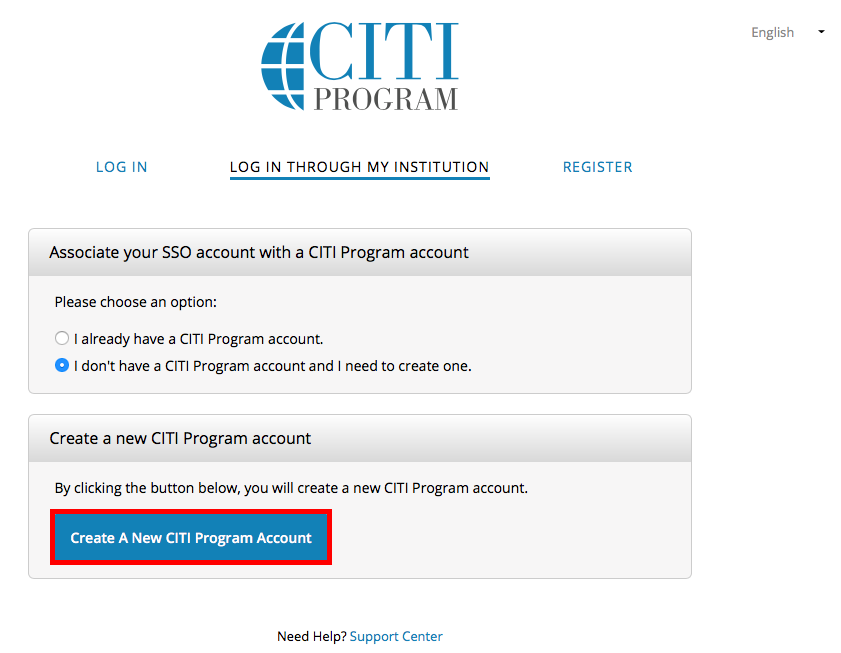 CITI
PROGRAM
English
LOG IN
LOG IN THROUGH MY INSTITUTION
REGISTER
Associate your SSO account with a CITI Program account
Please choose an option:
I already have a CITI Program account.
I don't have a CITI Program account and I need to create one.
Create a new CITI Program account
By clicking the button below, you will create a new CITI Program account.
Create A New CITI Program Account
Need Help? Support Center